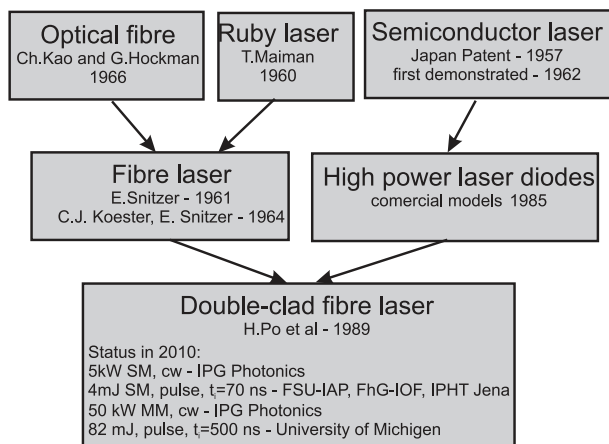 Optical fibre
Ch.Kao and G.Hockman
1966
Ruby laser
T.Maiman
1960
Semiconductor laser
Japan Patent - 1957
first demonstrated - 1962
Fibre laser
E.Snitzer - 1961
C.J. Koester, E. Snitzer - 1964
High power laser diodes
comercial models 1985
Double-clad fibre laser
H.Po et al - 1989
Status in 2010:
5kW SM, cw - IPG Photonics
4mJ SM, pulse, tᵢ=70 ns - FSU-IAP, FhG-IOF, IPHT Jena
50 kW MM, cw - IPG Photonics
82 mJ, pulse, tᵢ=500 ns - University of Michigen